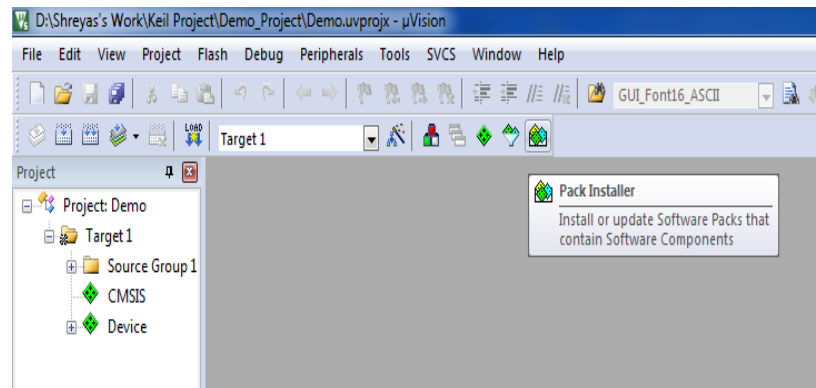 D:\Shreyas's Work\Keil Project\Demo_Project\Demo.uvprojx - µVision
File Edit View Project Flash Debug Peripherals Tools SVCS Window Help
GUI_Font16_ASCII
LOAD
Target 1
Project
Project: Demo
Target 1
Source Group 1
CMSIS
Device
Pack Installer
Install or update Software Packs that
contain Software Components